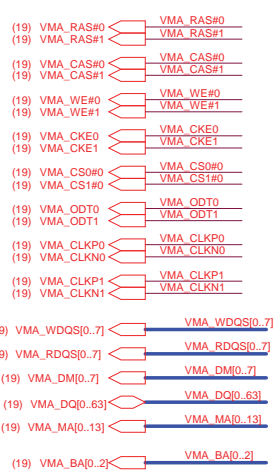 (19) VMA_RAS#0 VMA_RAS#0
(19) VMA_RAS#1 VMA_RAS#1
(19) VMA_CAS#0 VMA_CAS#0
(19) VMA_CAS#1 VMA_CAS#1
(19) VMA_WE#0 VMA_WE#0
(19) VMA_WE#1 VMA_WE#1
(19) VMA_CKE0 VMA_CKE0
(19) VMA_CKE1 VMA_CKE1
(19) VMA_CS0#0 VMA_CS0#0
(19) VMA_CS1#0 VMA_CS1#0
(19) VMA_ODT0 VMA_ODT0
(19) VMA_ODT1 VMA_ODT1
(19) VMA_CLKP0 VMA_CLKP0
(19) VMA_CLKN0 VMA_CLKN0
(19) VMA_CLKP1 VMA_CLKP1
(19) VMA_CLKN1 VMA_CLKN1
9) VMA_WDQS[0..7] VMA_WDQS[0..7]
9) VMA_RDQS[0..7] VMA_RDQS[0..7]
(19) VMA_DM[0..7] VMA_DM[0..7]
(19) VMA_DQ[0..63] VMA_DQ[0..63]
(19) VMA_MA[0..13] VMA_MA[0..13]
(19) VMA_BA[0..2] VMA_BA[0..2]